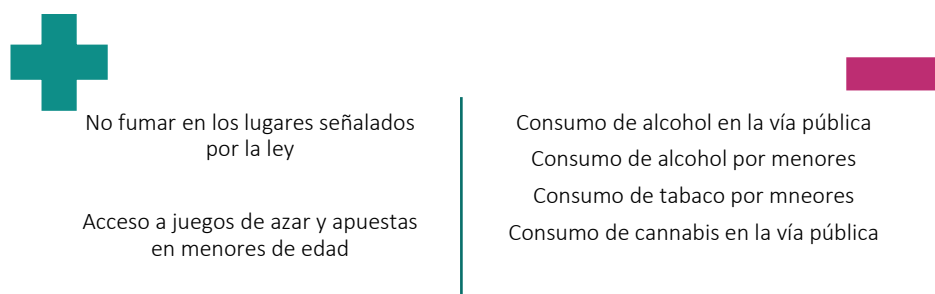 No fumar en los lugares señalados
por la ley
Acceso a juegos de azar y apuestas
en menores de edad
Consumo de alcohol en la vía pública
Consumo de alcohol por menores
Consumo de tabaco por mneores
Consumo de cannabis en la vía pública